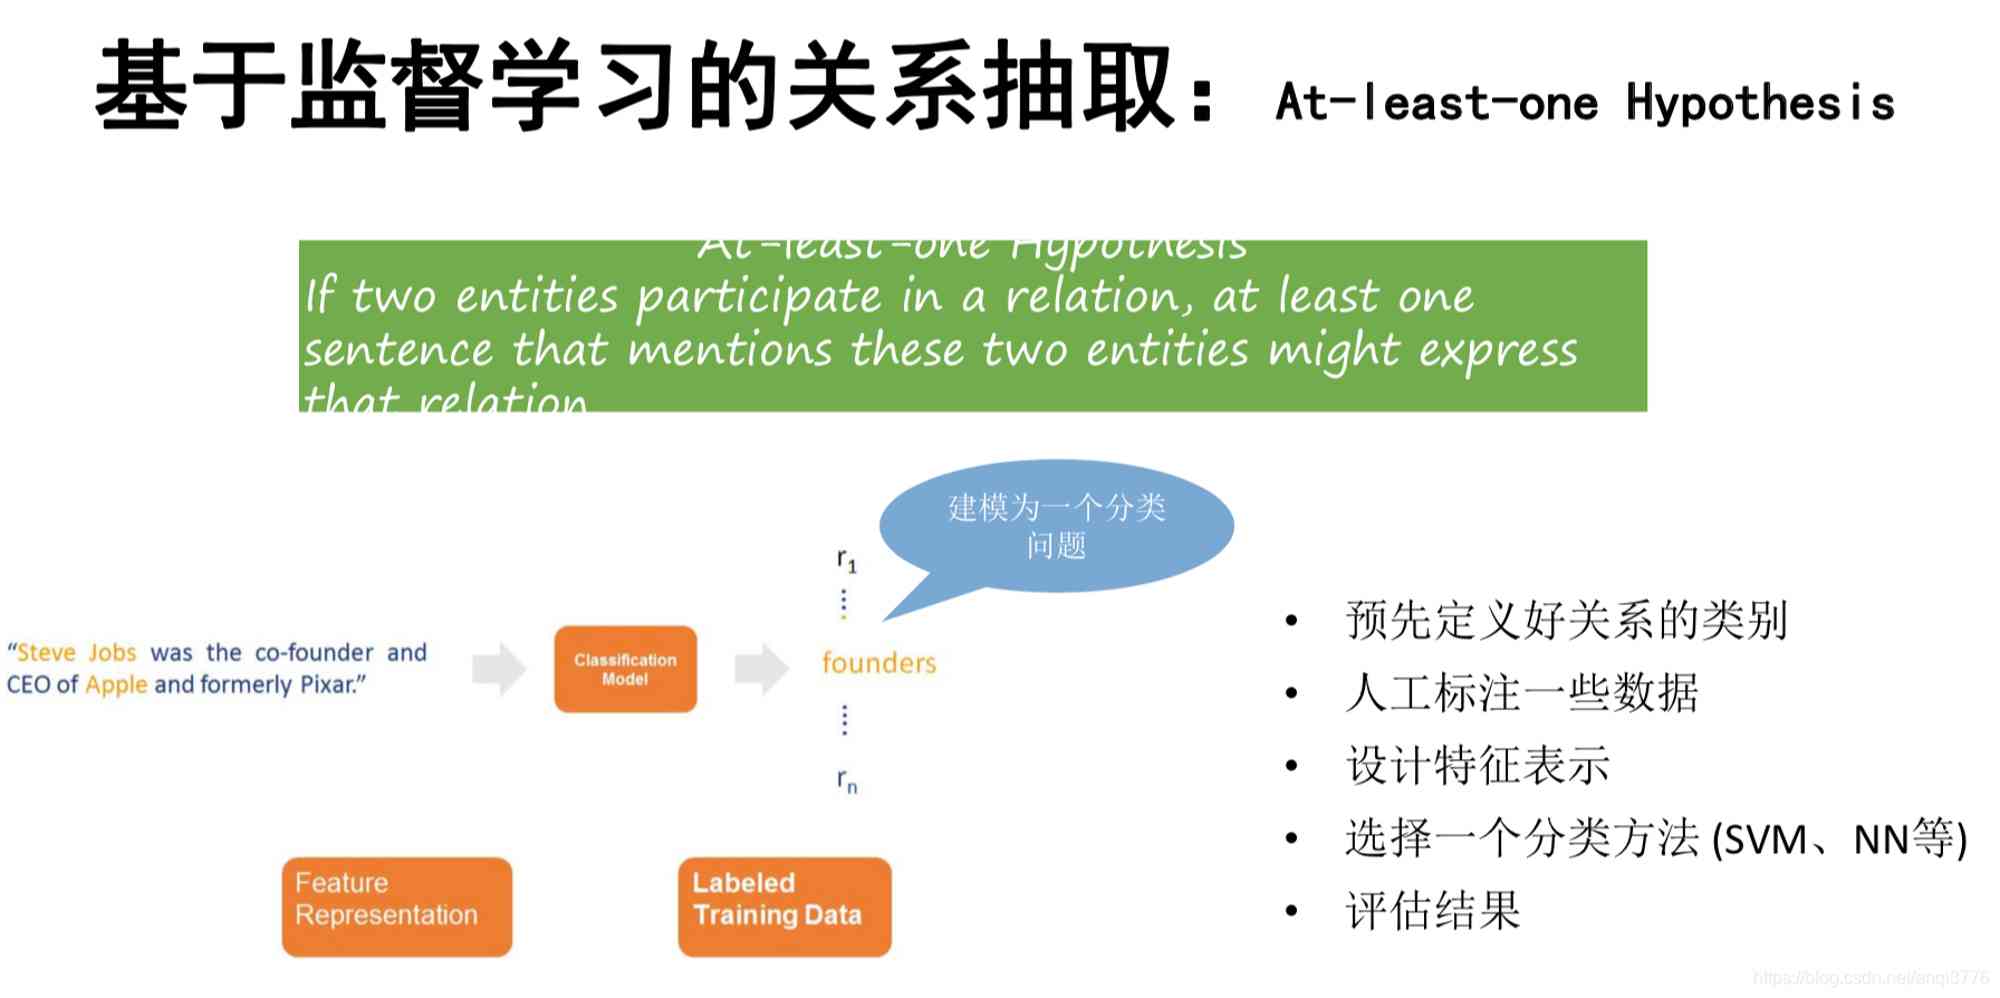 基于监督学习的关系抽取：At-least-one Hypothesis
At-least-one Hypothesis
If two entities participate in a relation, at least one
sentence that mentions these two entities might express
that relation
建模为一个分类
问题
r1
founders
rn
“Steve Jobs was the co-founder and
CEO of Apple and formerly Pixar.”
Classification
Model
Feature
Representation
Labeled
Training Data
• 预先定义好关系的类别
• 人工标注一些数据
• 设计特征表示
• 选择一个分类方法 (SVM、NN等)
• 评估结果
https://blog.csdn.net/anqi3776